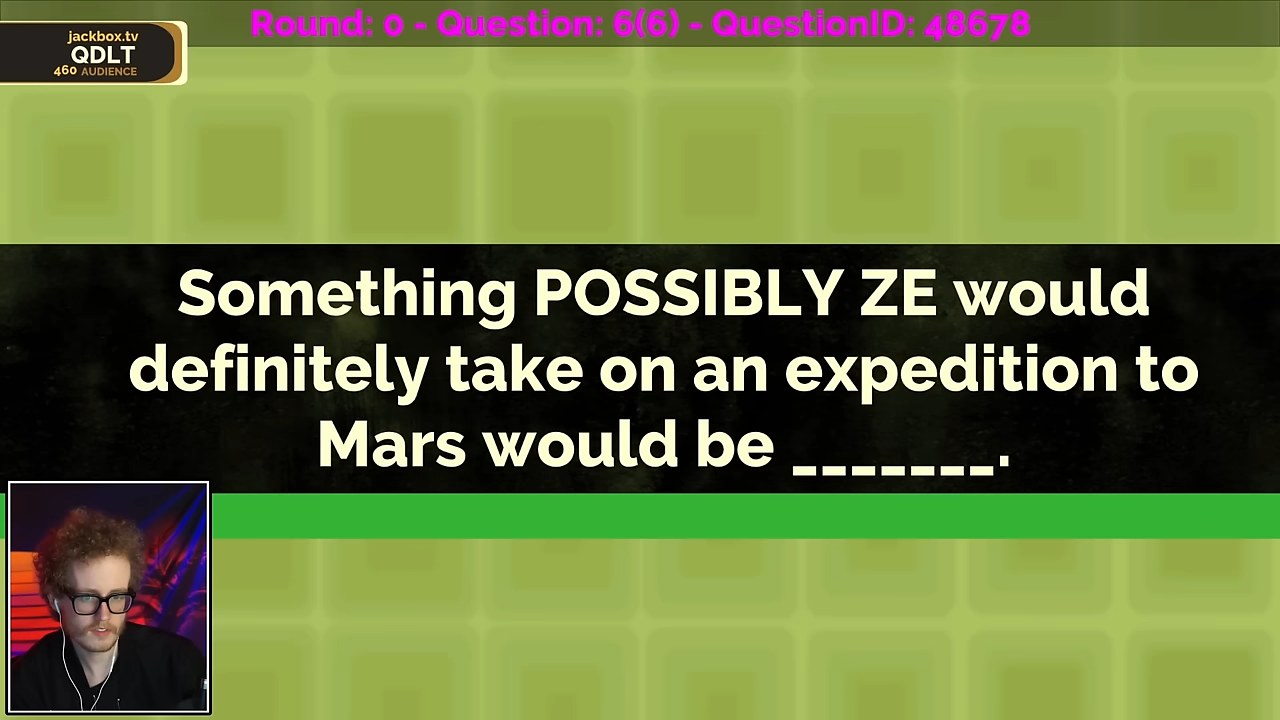 Round: 0 - Question: 6(6) - QuestionID: 48678
jackbox.tv
QDLT
460 AUDIENCE
Something POSSIBLY ZE would
definitely take on an expedition to
Mars would be _______.